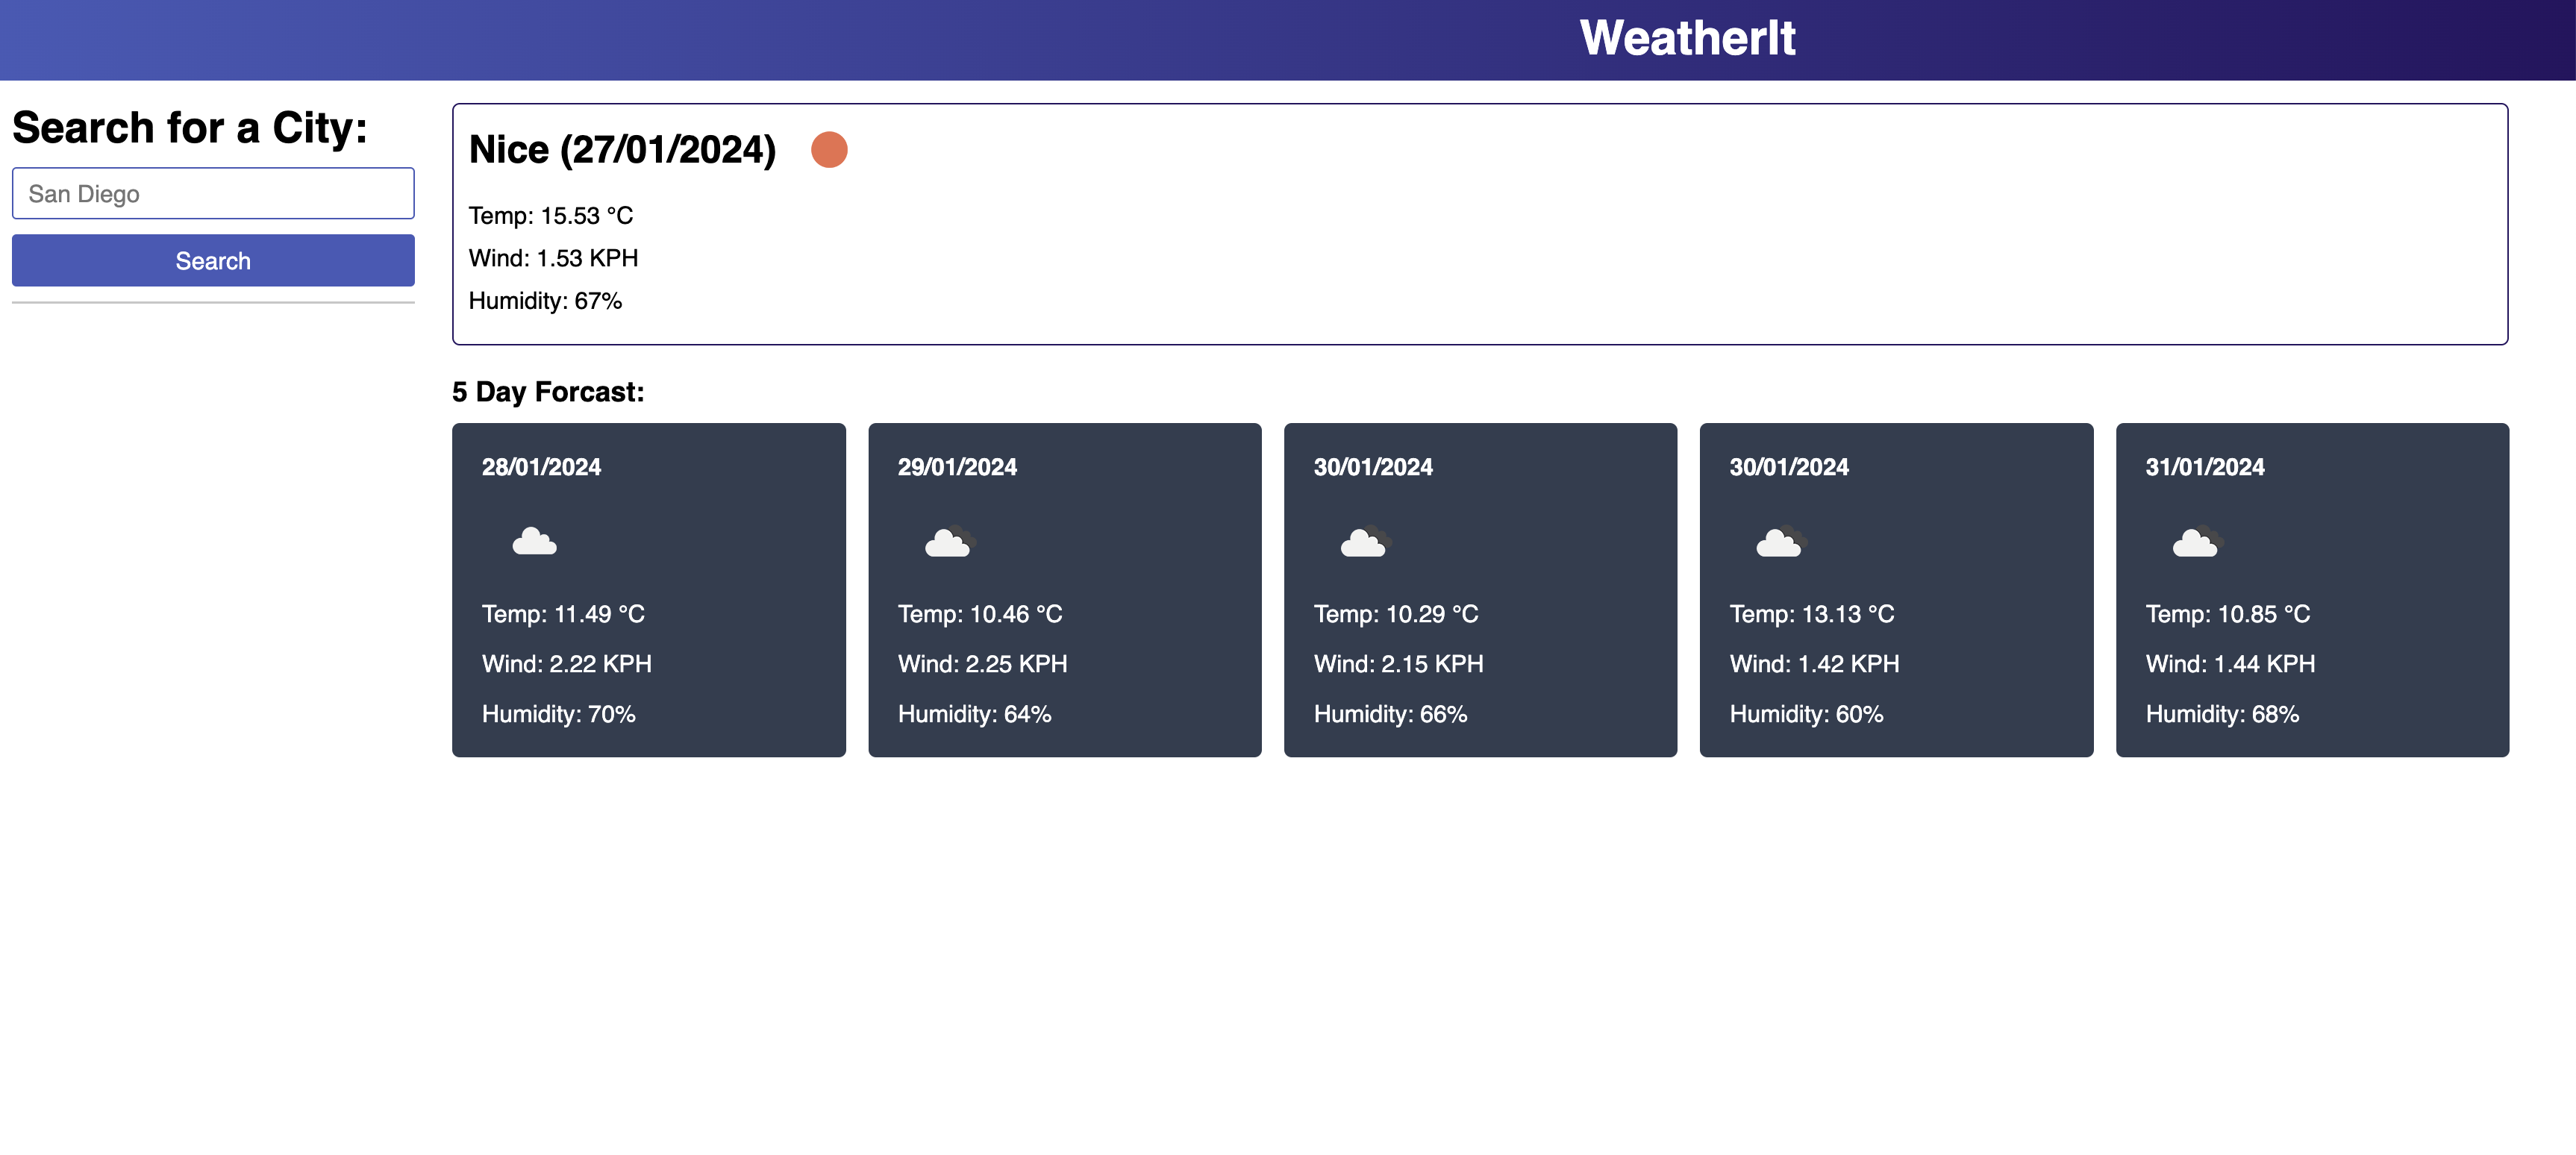 WeatherIt
Search for a City:
San Diego
Search
Nice (27/01/2024)
Temp: 15.53 °C
Wind: 1.53 KPH
Humidity: 67%
5 Day Forcast:
28/01/2024
Temp: 11.49 °C
Wind: 2.22 KPH
Humidity: 70%
29/01/2024
Temp: 10.46 °C
Wind: 2.25 KPH
Humidity: 64%
30/01/2024
Temp: 10.29 °C
Wind: 2.15 KPH
Humidity: 66%
30/01/2024
Temp: 13.13 °C
Wind: 1.42 KPH
Humidity: 60%
31/01/2024
Temp: 10.85 °C
Wind: 1.44 KPH
Humidity: 68%